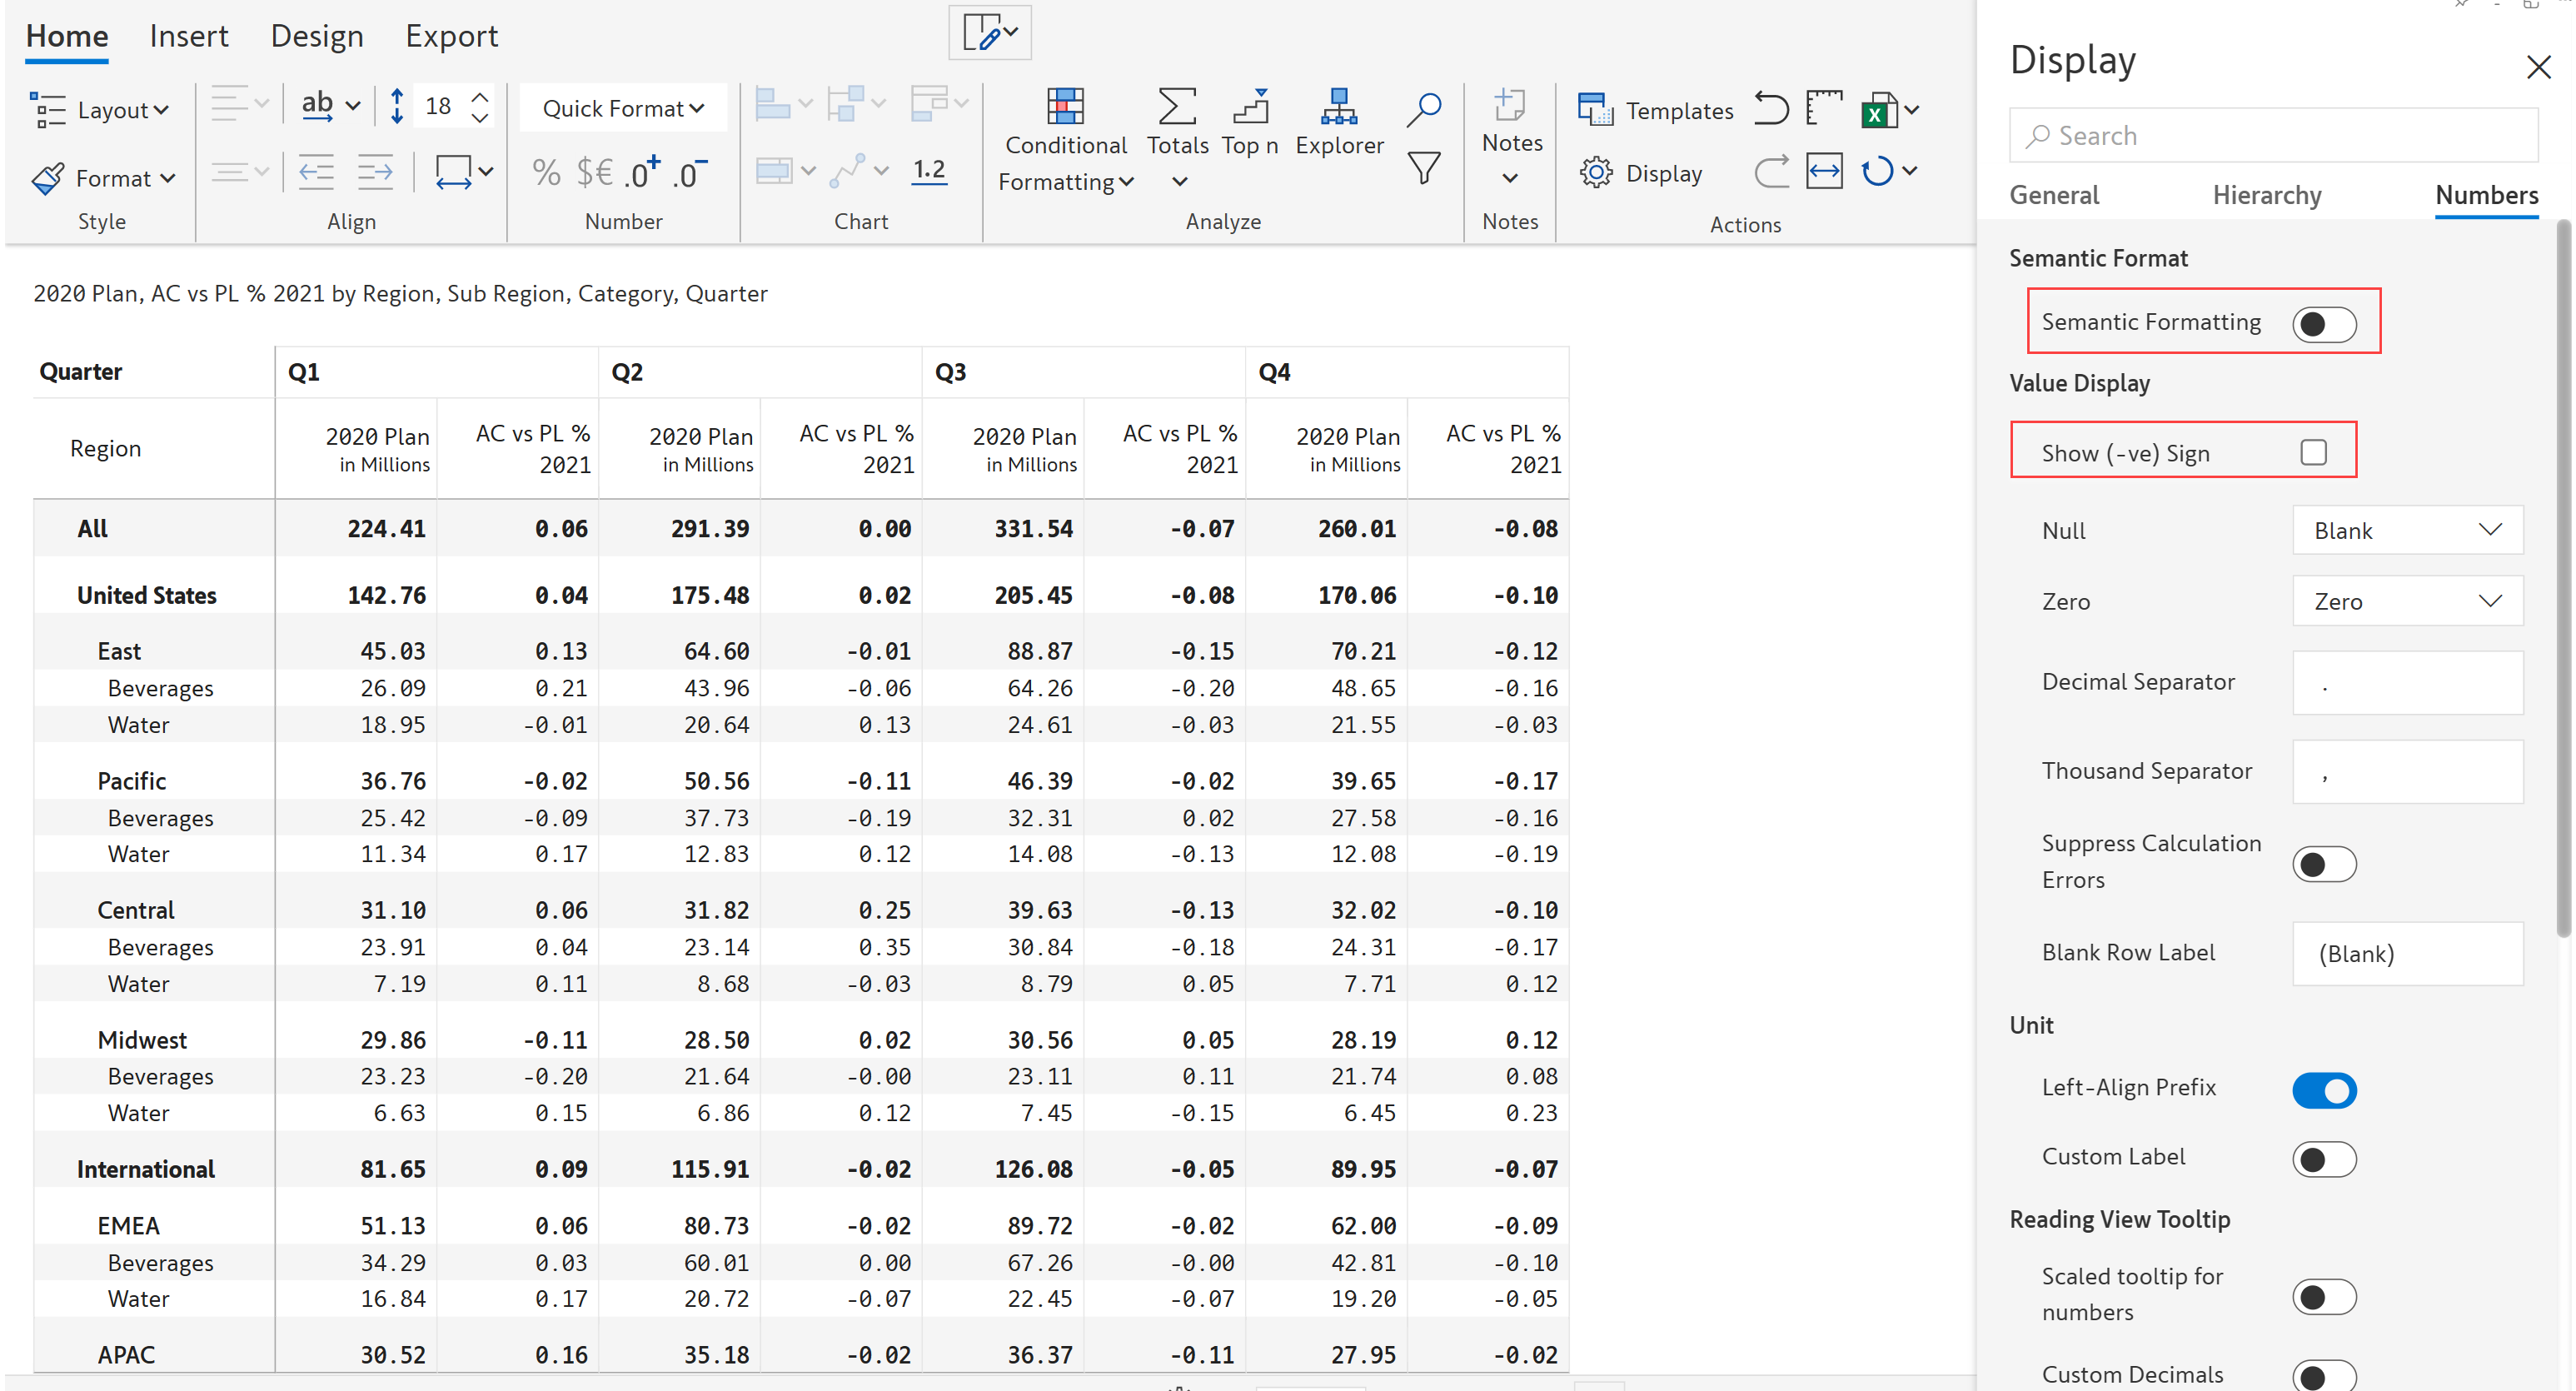 Home Insert Design Export
Layout ab 18 Quick Format Conditional Formatting Totals Top n Explorer Notes Templates
Format % $€ .0+ .0- 1.2 Display
Style Align Number Chart Analyze Notes Actions
2020 Plan, AC vs PL % 2021 by Region, Sub Region, Category, Quarter
Quarter Q1 Q2 Q3 Q4
Region 2020 Plan in Millions AC vs PL % 2021 2020 Plan in Millions AC vs PL % 2021 2020 Plan in Millions AC vs PL % 2021 2020 Plan in Millions AC vs PL % 2021
All 224.41 0.06 291.39 0.00 331.54 -0.07 260.01 -0.08
United States 142.76 0.04 175.48 0.02 205.45 -0.08 170.06 -0.10
East 45.03 0.13 64.60 -0.01 88.87 -0.15 70.21 -0.12
Beverages 26.09 0.21 43.96 -0.06 64.26 -0.20 48.65 -0.16
Water 18.95 -0.01 20.64 0.13 24.61 -0.03 21.55 -0.03
Pacific 36.76 -0.02 50.56 -0.11 46.39 -0.02 39.65 -0.17
Beverages 25.42 -0.09 37.73 -0.19 32.31 0.02 27.58 -0.16
Water 11.34 0.17 12.83 0.12 14.08 -0.13 12.08 -0.19
Central 31.10 0.06 31.82 0.25 39.63 -0.13 32.02 -0.10
Beverages 23.91 0.04 23.14 0.35 30.84 -0.18 24.31 -0.17
Water 7.19 0.11 8.68 -0.03 8.79 0.05 7.71 0.12
Midwest 29.86 -0.11 28.50 0.02 30.56 0.05 28.19 0.12
Beverages 23.23 -0.20 21.64 -0.00 23.11 0.11 21.74 0.08
Water 6.63 0.15 6.86 0.12 7.45 -0.15 6.45 0.23
International 81.65 0.09 115.91 -0.02 126.08 -0.05 89.95 -0.07
EMEA 51.13 0.06 80.73 -0.02 89.72 -0.02 62.00 -0.09
Beverages 34.29 0.03 60.01 0.00 67.26 -0.00 42.81 -0.10
Water 16.84 0.17 20.72 -0.07 22.45 -0.07 19.20 -0.05
APAC 30.52 0.16 35.18 -0.02 36.37 -0.11 27.95 -0.02
Display
Search
General Hierarchy Numbers
Semantic Format
Semantic Formatting
Value Display
Show (-ve) Sign
Null Blank
Zero Zero
Decimal Separator .
Thousand Separator ,
Suppress Calculation
Errors
Blank Row Label (Blank)
Unit
Left-Align Prefix
Custom Label
Reading View Tooltip
Scaled tooltip for
numbers
Custom Decimals